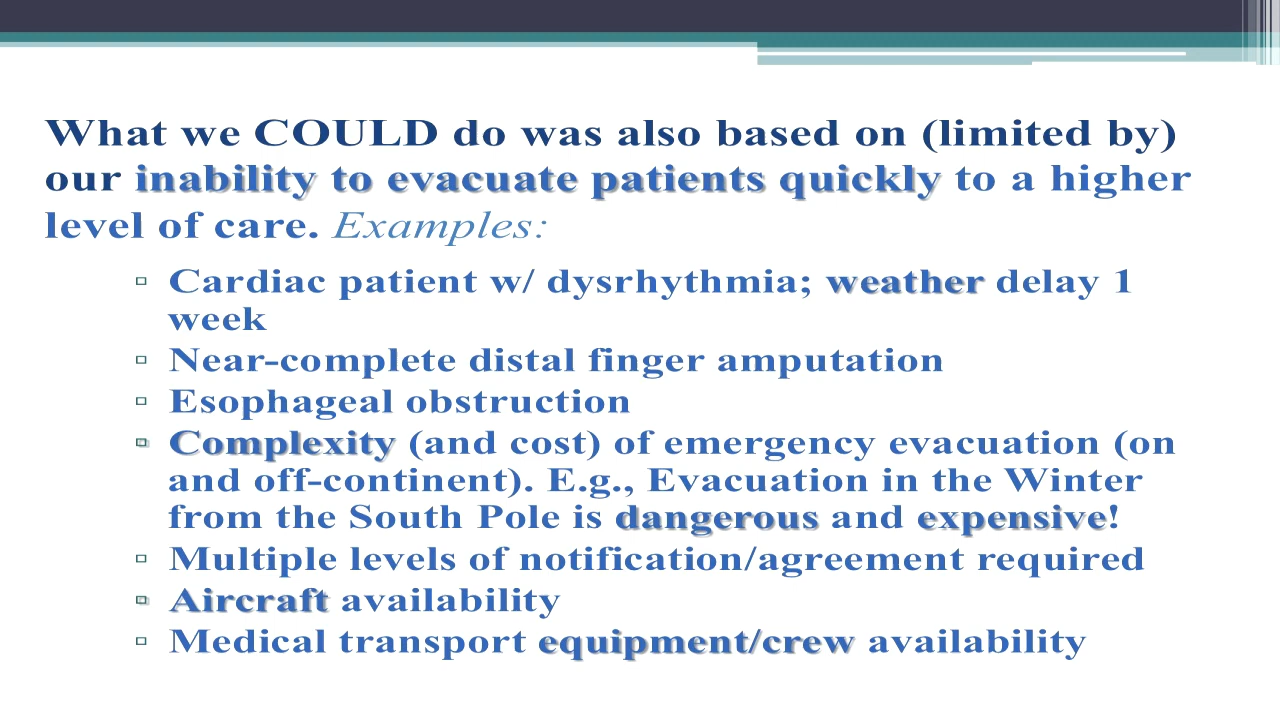 What we COULD do was also based on (limited by)
our inability to evacuate patients quickly to a higher
level of care. Examples:
▫ Cardiac patient w/ dysrhythmia; weather delay 1
week
▫ Near-complete distal finger amputation
▫ Esophageal obstruction
▫ Complexity (and cost) of emergency evacuation (on
and off-continent). E.g., Evacuation in the Winter
from the South Pole is dangerous and expensive!
▫ Multiple levels of notification/agreement required
▫ Aircraft availability
▫ Medical transport equipment/crew availability